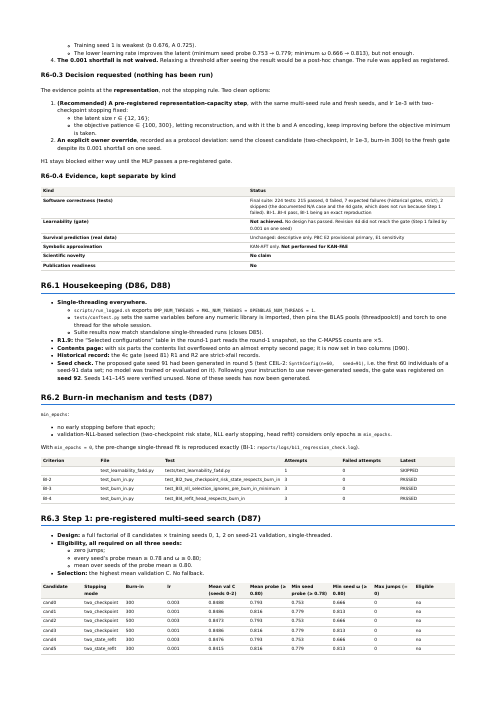 ◦ Training seed 1 is weakest (b 0.676, A 0.725).
◦ The lower learning rate improves the latent (minimum seed probe 0.753 → 0.779; minimum ω 0.666 → 0.813), but not enough.
4. The 0.001 shortfall is not waived. Relaxing a threshold after seeing the result would be a post-hoc change. The rule was applied as registered.
R6-0.3 Decision requested (nothing has been run)
The evidence points at the representation, not the stopping. Two clean options:
1. (Recommended) A pre-registered representation-capacity step, with the same multi-seed rule and fresh seeds, and lr 1e-3 with two-
checkpoint stopping fixed:
◦ the latent size r ∈ {12, 16};
◦ the objective patience ∈ {100, 300}, letting reconstruction, and with it the b and A encoding, keep improving before the objective minimum
is taken.
2. An explicit owner override, recorded as a protocol deviation: send the closest candidate (two-checkpoint, lr 1e-3, burn-in 300) to the fresh gate
despite its 0.001 shortfall on one seed.
H1 stays blocked either way until the MLP passes a pre-registered gate.
R6-0.4 Evidence, kept separate by kind
Kind Status
Software correctness (tests) Final suite: 224 tests: 215 passed, 0 failed, 7 expected failures (historical gates, strict), 2
skipped (the documented N/A case and the 4d gate, which does not run because Step 1
failed). BI-1..BI-4 pass, BI-1 being an exact reproduction
Learnability (gate) Not achieved. No design has passed. Revision 4d did not reach the gate (Step 1 failed by
0.001 on one seed)
Survival prediction (real data) Unchanged: descriptive only. PBC E2 provisional primary, E1 sensitivity
Symbolic approximation KAN-AFT only. Not performed for KAN-FAE
Scientific novelty No claim
Publication readiness No
R6.1 Housekeeping (D86, D88)
• Single-threading everywhere.
◦ scripts/run_logged.sh exports OMP_NUM_THREADS = MKL_NUM_THREADS = OPENBLAS_NUM_THREADS = 1.
◦ tests/conftest.py sets the same variables before any numeric library is imported, then pins the BLAS pools (threadpoolctl) and torch to one
thread for the whole session.
◦ Suite results now match standalone single-threaded runs (closes D85).
• R1.9: the “Selected configurations” table in the round-1 part reads the round-1 snapshot, so the C-MAPSS counts are ×5.
• Contents page: with six parts the contents list overflowed onto an almost empty second page; it is now set in two columns (D90).
• Historical record: the 4c gate (seed 81) R1 and R2 are strict-xfail records.
• Seed check. The proposed gate seed 91 had been generated in round 5 (test CEIL-2: SynthConfig(n=60, seed=91), i.e. the first 60 individuals of a
seed-91 data set; no model was trained or evaluated on it). Following your instruction to use never-generated seeds, the gate was registered on
seed 92. Seeds 141–145 were verified unused. None of these seeds has now been generated.
R6.2 Burn-in mechanism and tests (D87)
min_epochs:
• no early stopping before that epoch;
• validation-NLL-based selection (two-checkpoint risk state, NLL early stopping, head refit) considers only epochs ≥ min_epochs.
With min_epochs = 0, the pre-change single-thread fit is reproduced exactly (BI-1: reports/logs/bi1_regression_check.log).
Criterion File Test Attempts Failed attempts Latest
test_learnability_fa4d.py tests/test_learnability_fa4d.py 1 0 SKIPPED
BI-2 test_burn_in.py test_BI2_two_checkpoint_risk_state_respects_burn_in 3 0 PASSED
BI-3 test_burn_in.py test_BI3_nll_selection_ignores_pre_burn_in_minimum 3 0 PASSED
BI-4 test_burn_in.py test_BI4_refit_head_respects_burn_in 3 0 PASSED
R6.3 Step 1: pre-registered multi-seed search (D87)
• Design: a full factorial of 8 candidates × training seeds 0, 1, 2 on seed-21 validation, single-threaded.
• Eligibility, all required on all three seeds:
◦ zero jumps;
◦ every seed's probe mean ≥ 0.78 and ω ≥ 0.80;
◦ mean over seeds of the probe mean ≥ 0.80.
• Selection: the highest mean validation C. No fallback.
Candidate Stopping mode Burn-in lr Mean val C (seeds 0-2) Mean probe (≥ 0.80) Min seed probe (≥ 0.78) Min seed ω (≥ 0.80) Max jumps (= 0) Eligible
cand0 two_checkpoint 300 0.003 0.8488 0.793 0.753 0.666 0 no
cand1 two_checkpoint 300 0.001 0.8486 0.816 0.779 0.813 0 no
cand2 two_checkpoint 500 0.003 0.8473 0.793 0.753 0.666 0 no
cand3 two_checkpoint 500 0.001 0.8486 0.816 0.779 0.813 0 no
cand4 two_state_refit 300 0.003 0.8476 0.793 0.753 0.666 0 no
cand5 two_state_refit 300 0.001 0.8415 0.816 0.779 0.813 0 no